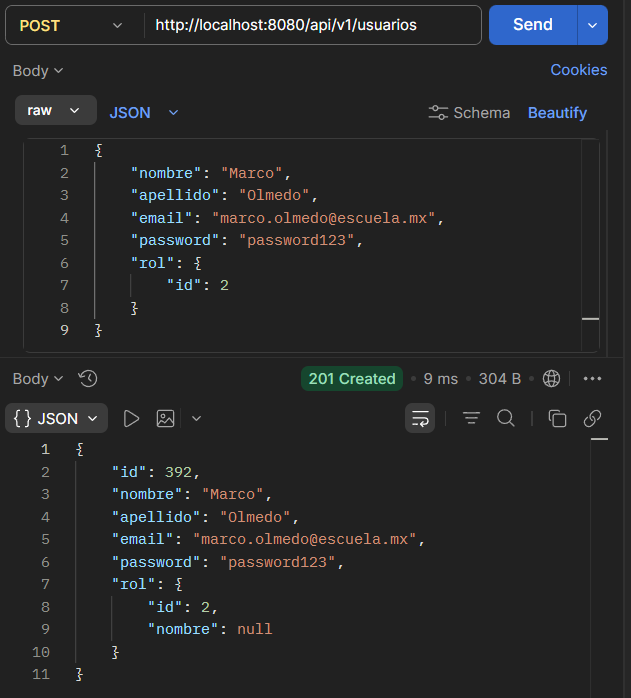 POST http://localhost:8080/api/v1/usuarios Send
Body Cookies
raw JSON Schema Beautify
1 {
2 "nombre": "Marco",
3 "apellido": "Olmedo",
4 "email": "marco.olmedo@escuela.mx",
5 "password": "password123",
6 "rol": {
7 "id": 2
8 }
9 }
Body 201 Created • 9 ms • 304 B •
{} JSON
1 {
2 "id": 392,
3 "nombre": "Marco",
4 "apellido": "Olmedo",
5 "email": "marco.olmedo@escuela.mx",
6 "password": "password123",
7 "rol": {
8 "id": 2,
9 "nombre": null
10 }
11 }